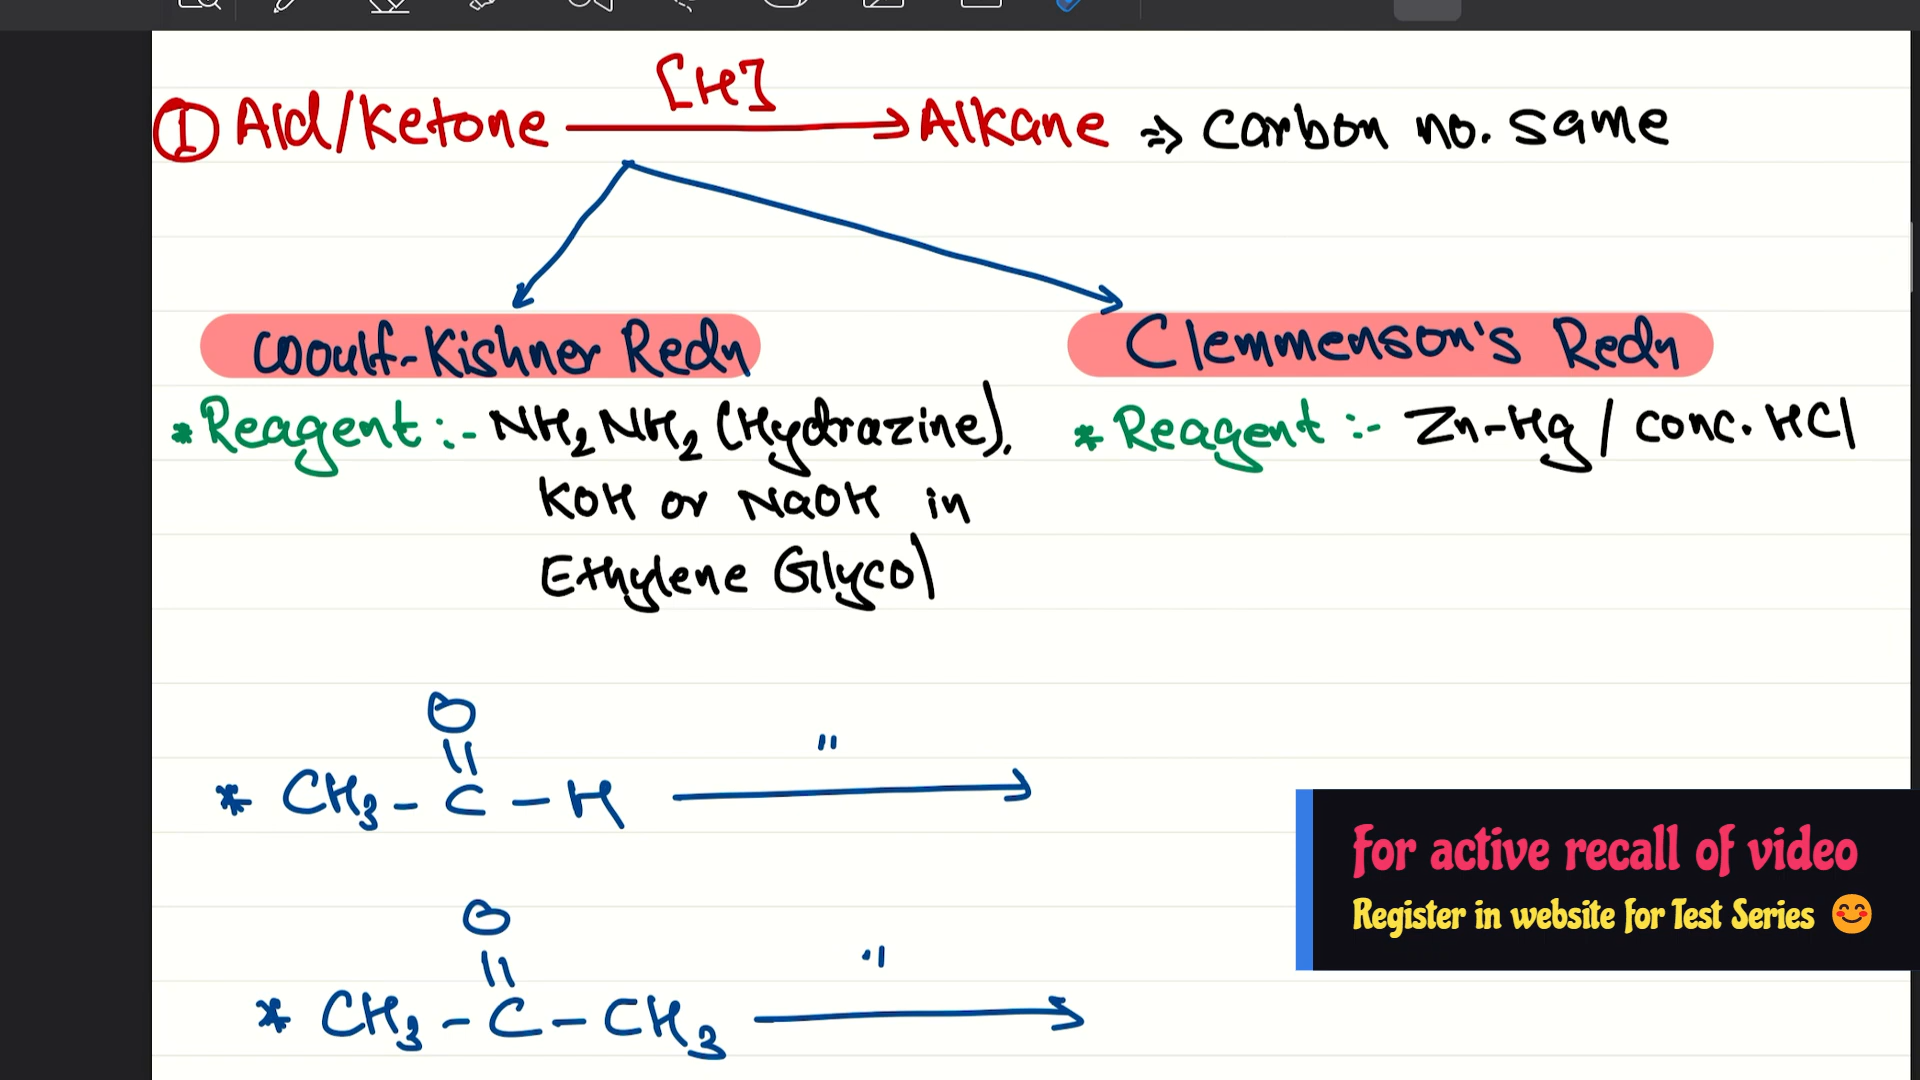 ① Ald/Ketone ⟶ Alkane ⇒ Carbon no. same
[H]
Woulf-Kishner Redn
Clemmenson's Redn
* Reagent :- NH₂NH₂ (Hydrazine),
KOH or NaOH in
Ethylene Glycol
* Reagent :- Zn-Hg / conc. HCl
O
||
* CH₃ - C - H ⟶
"
O
||
* CH₃ - C - CH₃ ⟶
"
For active recall of video
Register in website for Test Series 😊